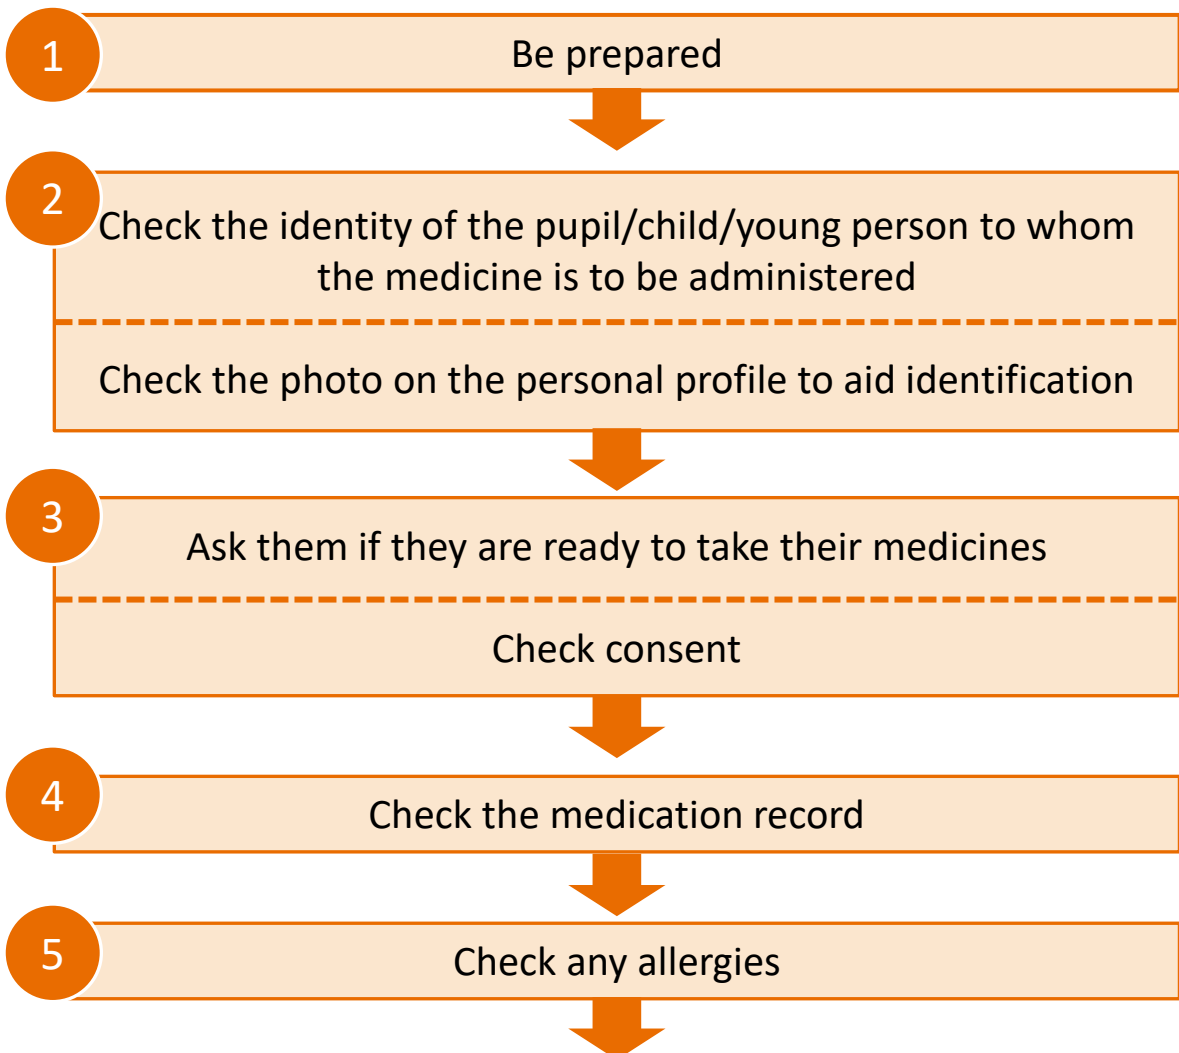 1
Be prepared
2
Check the identity of the pupil/child/young person to whom
the medicine is to be administered
Check the photo on the personal profile to aid identification
3
Ask them if they are ready to take their medicines
Check consent
4
Check the medication record
5
Check any allergies